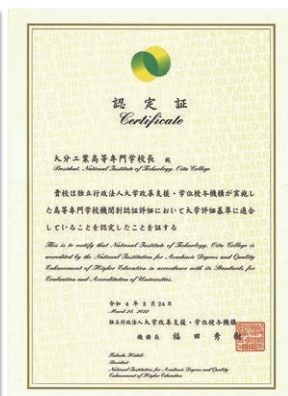 認定証
Certificate
大分工業高等専門学校長 殿
President, National Institute of Technology, Oita College
貴校は独立行政法人大学改革支援・学位授与機構が実施し
た高等専門学校機関別認証評価において大学評価基準に適合
していることを認定したことを証する
This is to notify that National Institute of Technology, Oita College is
accredited by the National Institution for Academic Degrees and Quality
Enhancement of Higher Education in accordance with its Standards for
Evaluation and Accreditation of Universities.
令和 4 年 3 月 24 日
March 24, 2022
独立行政法人大学改革支援・学位授与機構
機構長 福田秀樹
Fukuda Hideki
President
National Institution for Academic Degrees and Quality
Enhancement of Higher Education